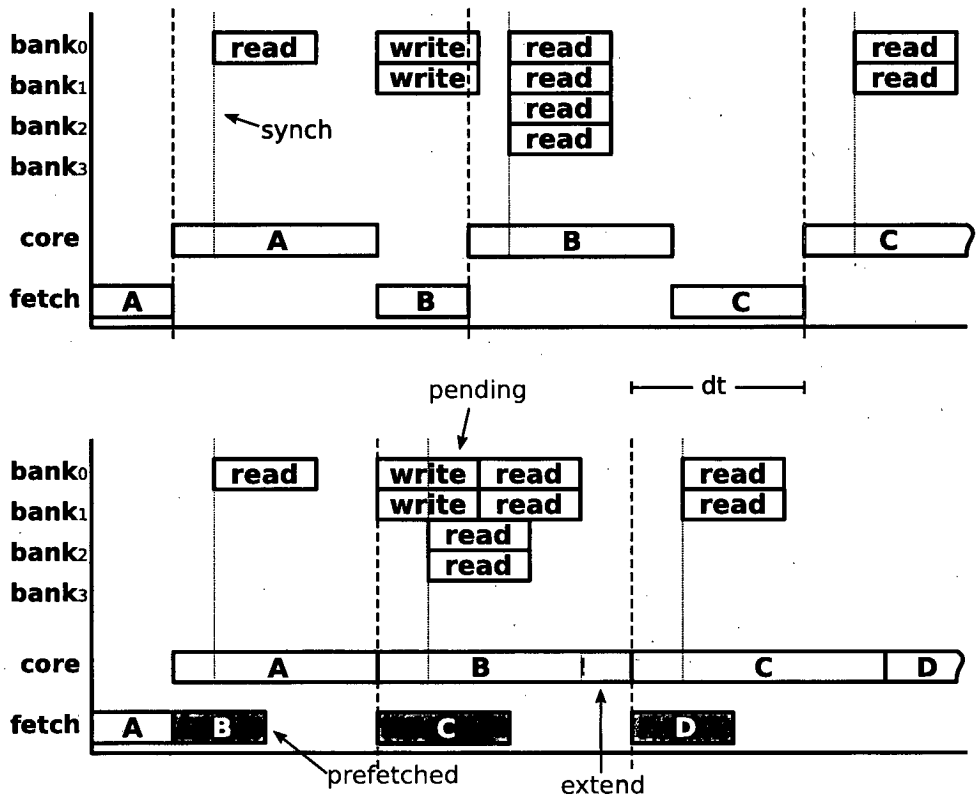 bank0 read write read read
bank1 write read read
bank2 read
bank3 read
synch
core A B C
fetch A B C
dt
pending
bank0 read write read read
bank1 write read read
bank2 read
bank3 read
core A B C D
fetch A B C D
prefetched
extend